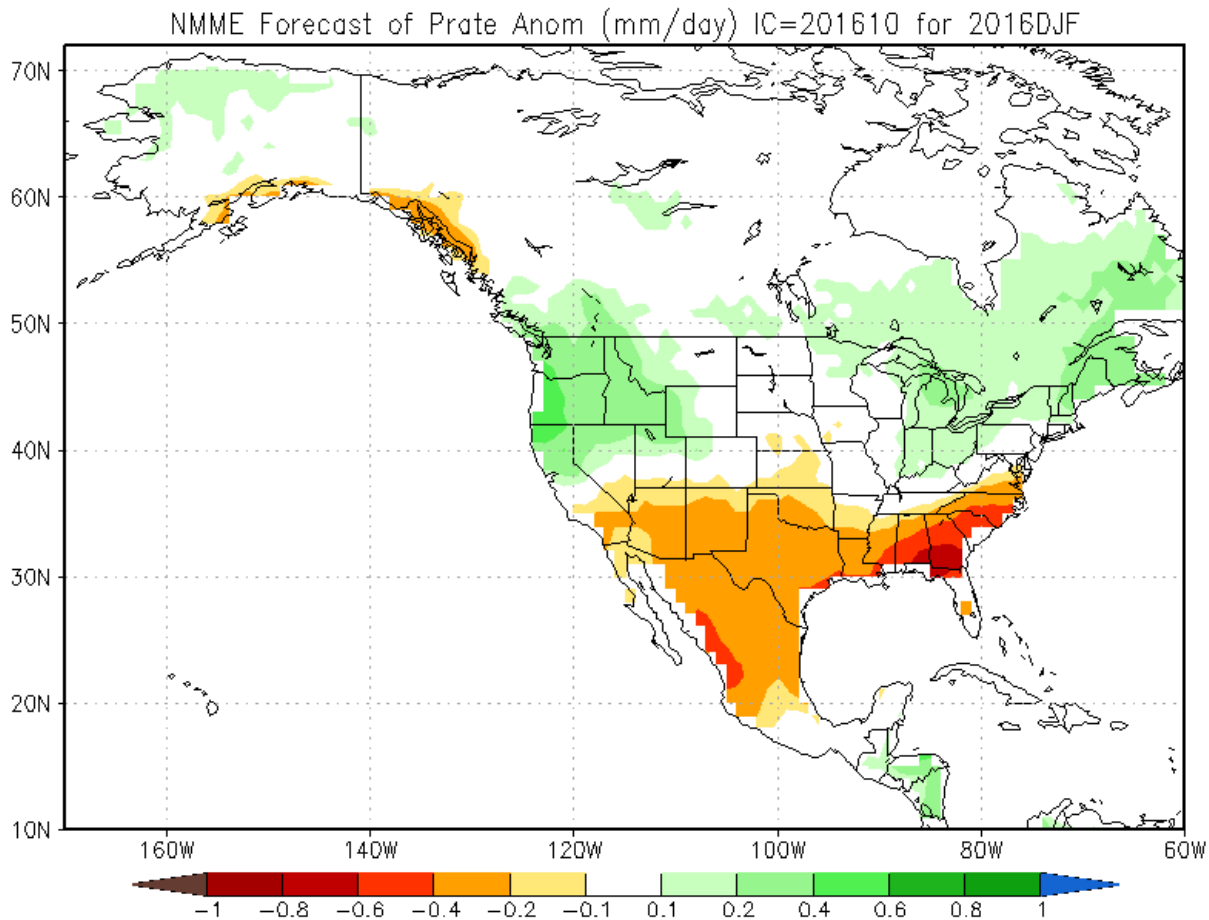 NMME Forecast of Prate Anom (mm/day) IC=201610 for 2016DJF
70N
60N
50N
40N
30N
20N
10N
160W 140W 120W 100W 80W 60W
-1 -0.8 -0.6 -0.4 -0.2 -0.1 0.1 0.2 0.4 0.6 0.8 1